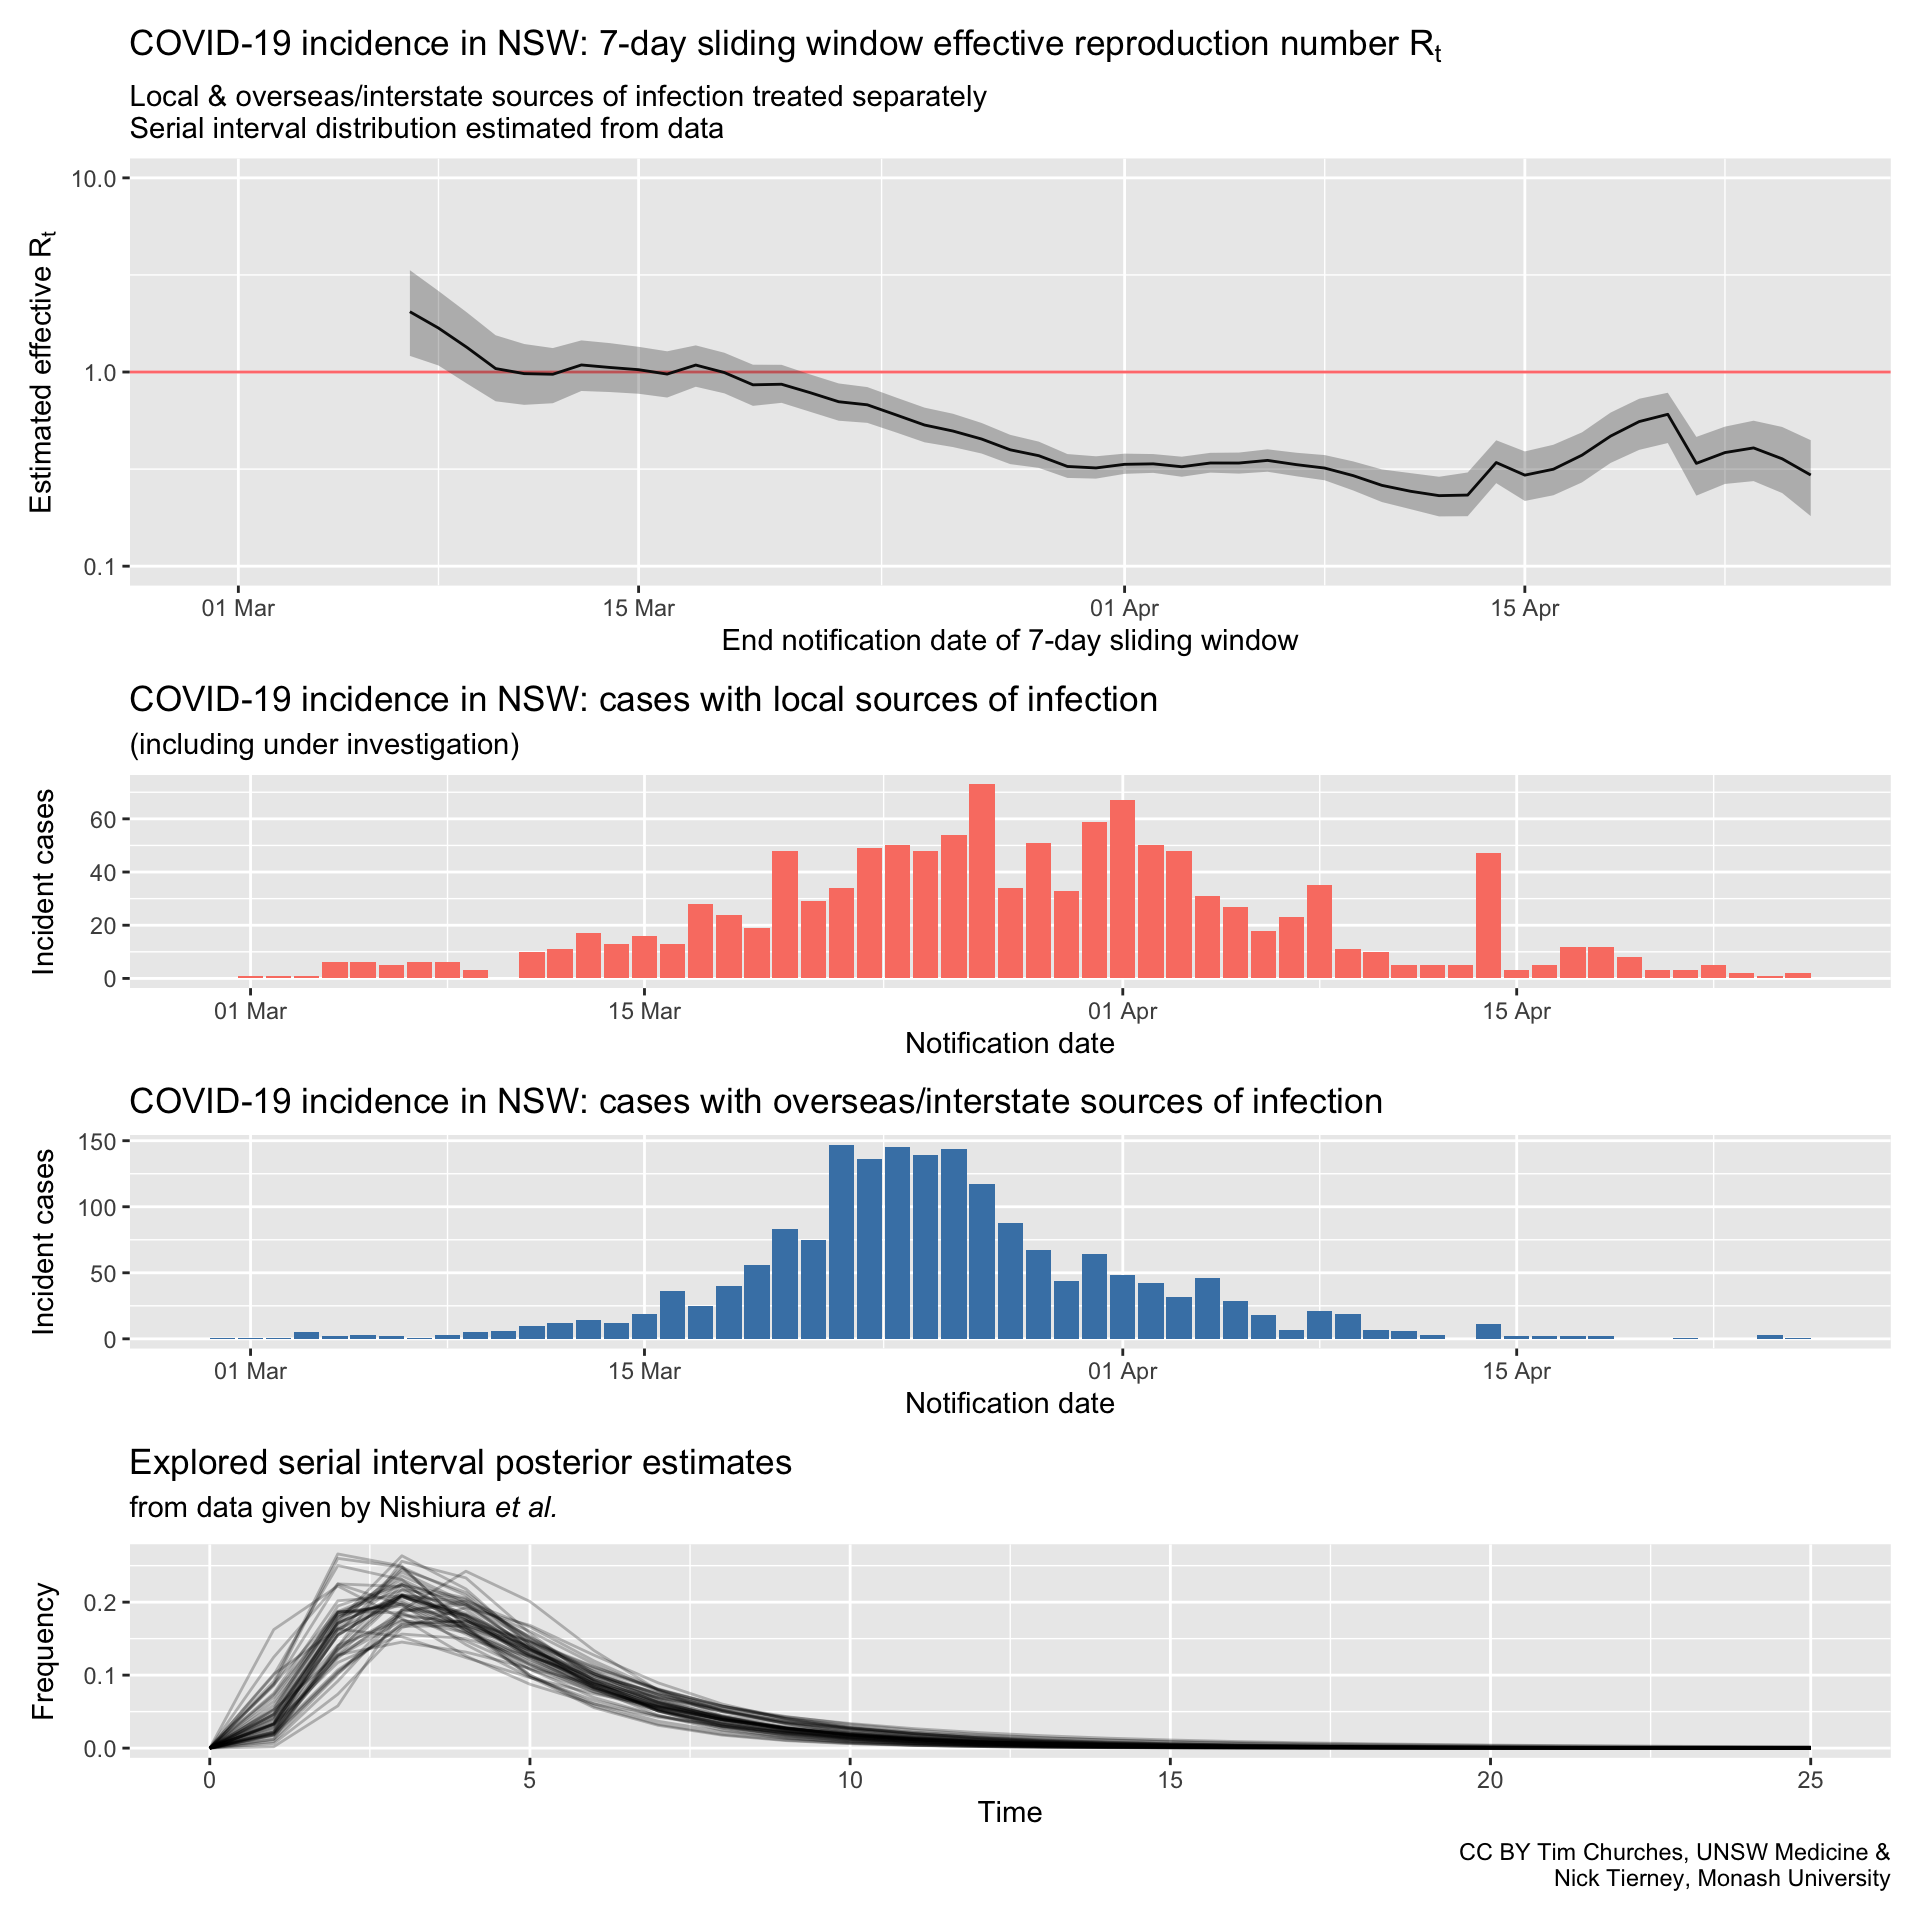 COVID-19 incidence in NSW: 7-day sliding window effective reproduction number Rt
Local & overseas/interstate sources of infection treated separately
Serial interval distribution estimated from data
Estimated effective Rt
10.0
1.0
0.1
01 Mar 15 Mar 01 Apr 15 Apr
End notification date of 7-day sliding window
COVID-19 incidence in NSW: cases with local sources of infection
(including under investigation)
Incident cases
60
40
20
0
01 Mar 15 Mar 01 Apr 15 Apr
Notification date
COVID-19 incidence in NSW: cases with overseas/interstate sources of infection
Incident cases
150
100
50
0
01 Mar 15 Mar 01 Apr 15 Apr
Notification date
Explored serial interval posterior estimates
from data given by Nishiura et al.
Frequency
0.2
0.1
0.0
0 5 10 15 20 25
Time
CC BY Tim Churches, UNSW Medicine &
Nick Tierney, Monash University